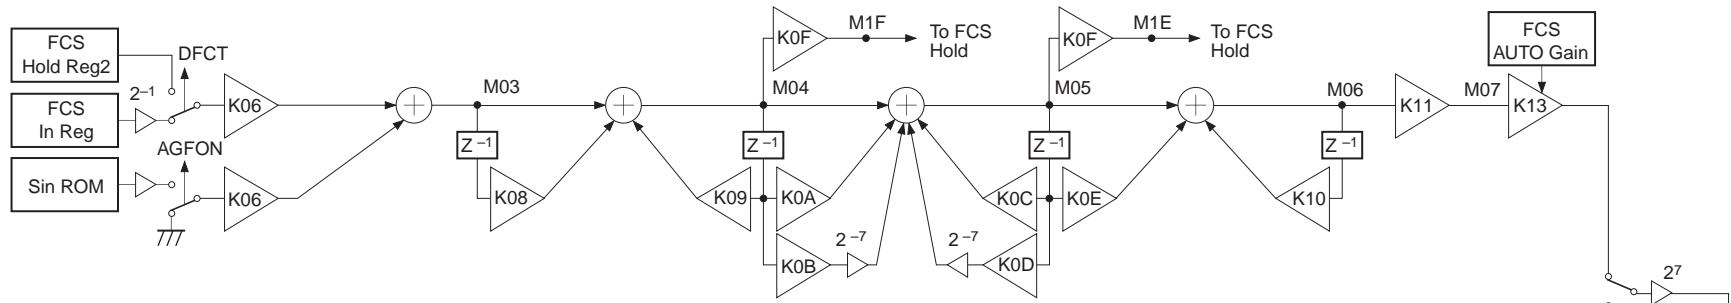 FCS
Hold Reg2
DFCT
2–1
FCS
In Reg
K06
AGFON
Sin ROM
K06
M03
Z –1
K08
K0F
M1F
To FCS
Hold
M04
Z –1
K09
K0A
K0B
2 –7
K0F
M1E
To FCS
Hold
M05
Z –1
K0C
K0E
2 –7
K0D
M06
Z –1
K10
K11
M07
FCS
AUTO Gain
K13
27